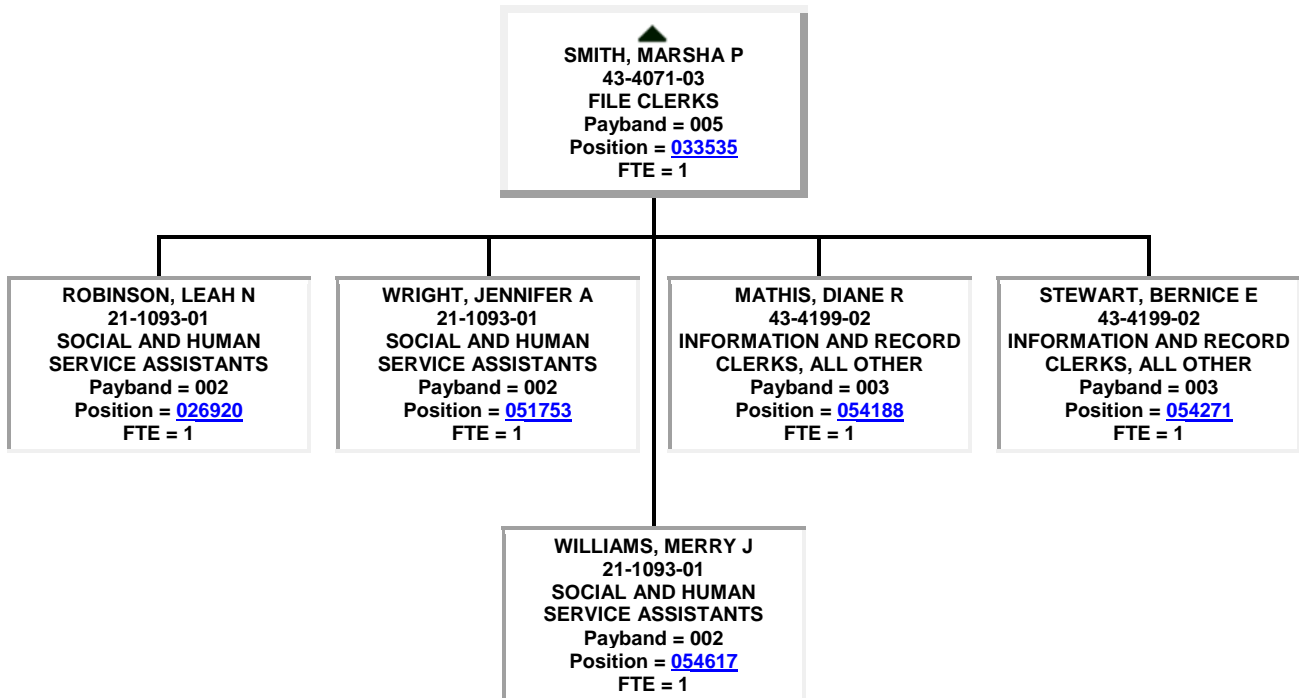 SMITH, MARSHA P
43-4071-03
FILE CLERKS
Payband = 005
Position = 033535
FTE = 1
ROBINSON, LEAH N
21-1093-01
SOCIAL AND HUMAN
SERVICE ASSISTANTS
Payband = 002
Position = 026920
FTE = 1
WRIGHT, JENNIFER A
21-1093-01
SOCIAL AND HUMAN
SERVICE ASSISTANTS
Payband = 002
Position = 051753
FTE = 1
MATHIS, DIANE R
43-4199-02
INFORMATION AND RECORD
CLERKS, ALL OTHER
Payband = 003
Position = 054188
FTE = 1
STEWART, BERNICE E
43-4199-02
INFORMATION AND RECORD
CLERKS, ALL OTHER
Payband = 003
Position = 054271
FTE = 1
WILLIAMS, MERRY J
21-1093-01
SOCIAL AND HUMAN
SERVICE ASSISTANTS
Payband = 002
Position = 054617
FTE = 1